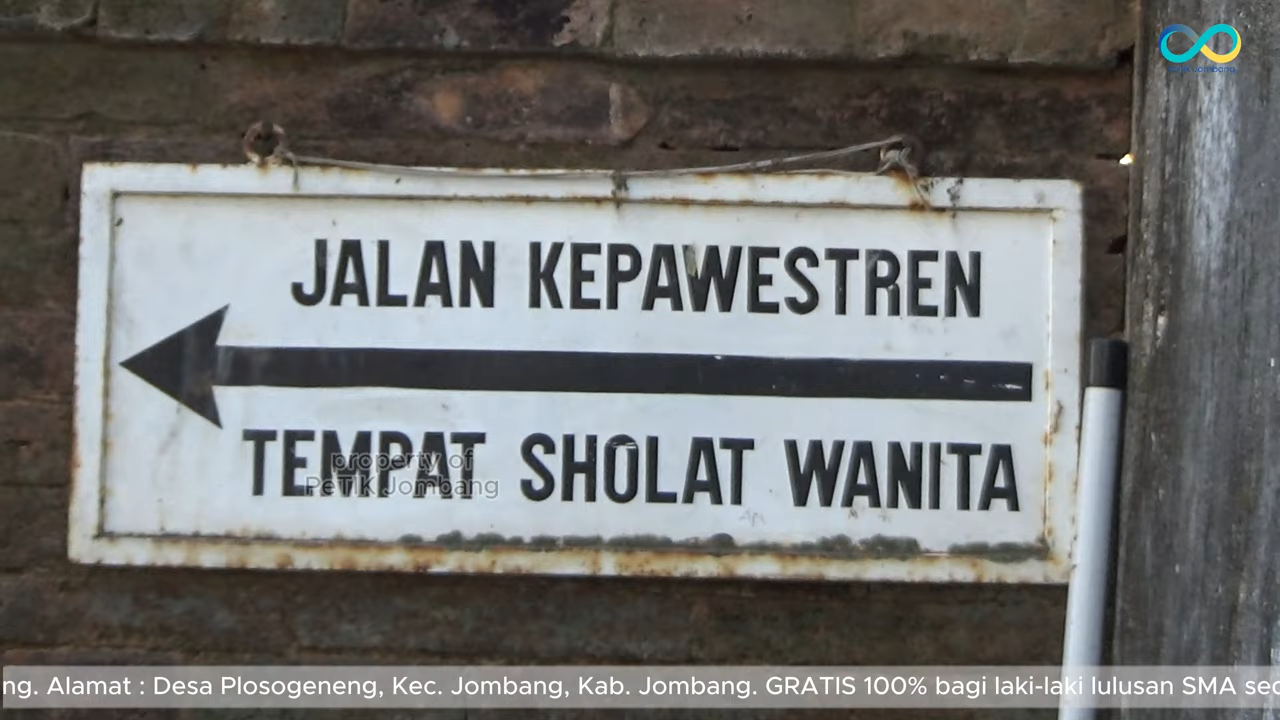 JALAN KEPAWESTREN
TEMPAT SHOLAT WANITA
property of
PeTIK Jombang
ng. Alamat : Desa Plosogeneng, Kec. Jombang, Kab. Jombang. GRATIS 100% bagi laki-laki lulusan SMA sed